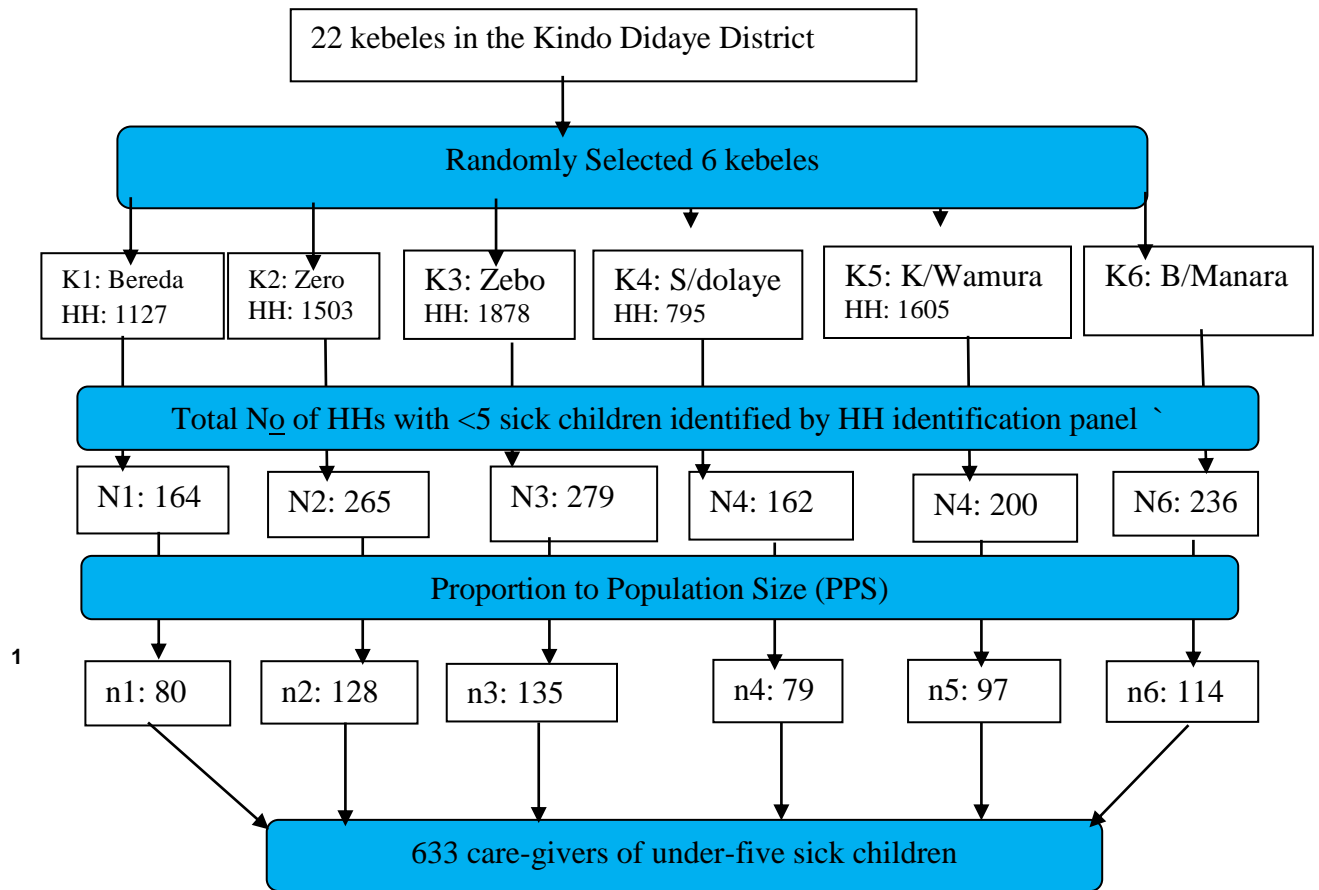 22 kebeles in the Kindo Didaye District
Randomly Selected 6 kebeles
K1: Bereda
HH: 1127
K2: Zero
HH: 1503
K3: Zebo
HH: 1878
K4: S/dolaye
HH: 795
K5: K/Wamura
HH: 1605
K6: B/Manara
Total No of HHs with <5 sick children identified by HH identification panel `
N1: 164
N2: 265
N3: 279
N4: 162
N4: 200
N6: 236
Proportion to Population Size (PPS)
1
n1: 80
n2: 128
n3: 135
n4: 79
n5: 97
n6: 114
633 care-givers of under-five sick children